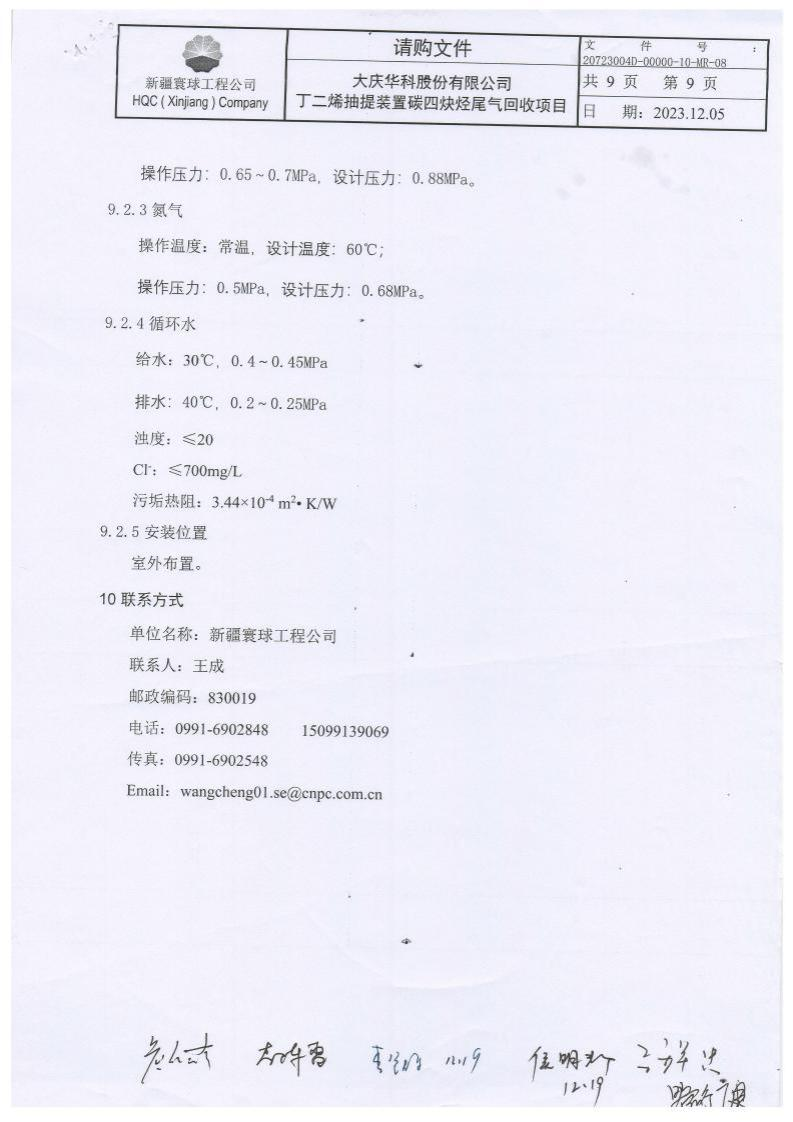 新疆寰球工程公司
HQC ( Xinjiang ) Company
请购文件
大庆华科股份有限公司
丁二烯抽提装置碳四炔烃尾气回收项目
文 件 号 :
20723004D-00000-10-MR-08
共 9 页 第 9 页
日 期: 2023.12.05
操作压力: 0.65~0.7MPa, 设计压力: 0.88MPa。
9.2.3 氮气
操作温度: 常温, 设计温度: 60℃;
操作压力: 0.5MPa, 设计压力: 0.68MPa。
9.2.4 循环水
给水: 30℃, 0.4~0.45MPa
排水: 40℃, 0.2~0.25MPa
浊度: ≤20
Cl⁻: ≤700mg/L
污垢热阻: 3.44×10⁻⁴ m²• K/W
9.2.5 安装位置
室外布置。
10 联系方式
单位名称: 新疆寰球工程公司
联系人: 王成
邮政编码: 830019
电话: 0991-6902848 15099139069
传真: 0991-6902548
Email: wangcheng01.se@cnpc.com.cn
12.19